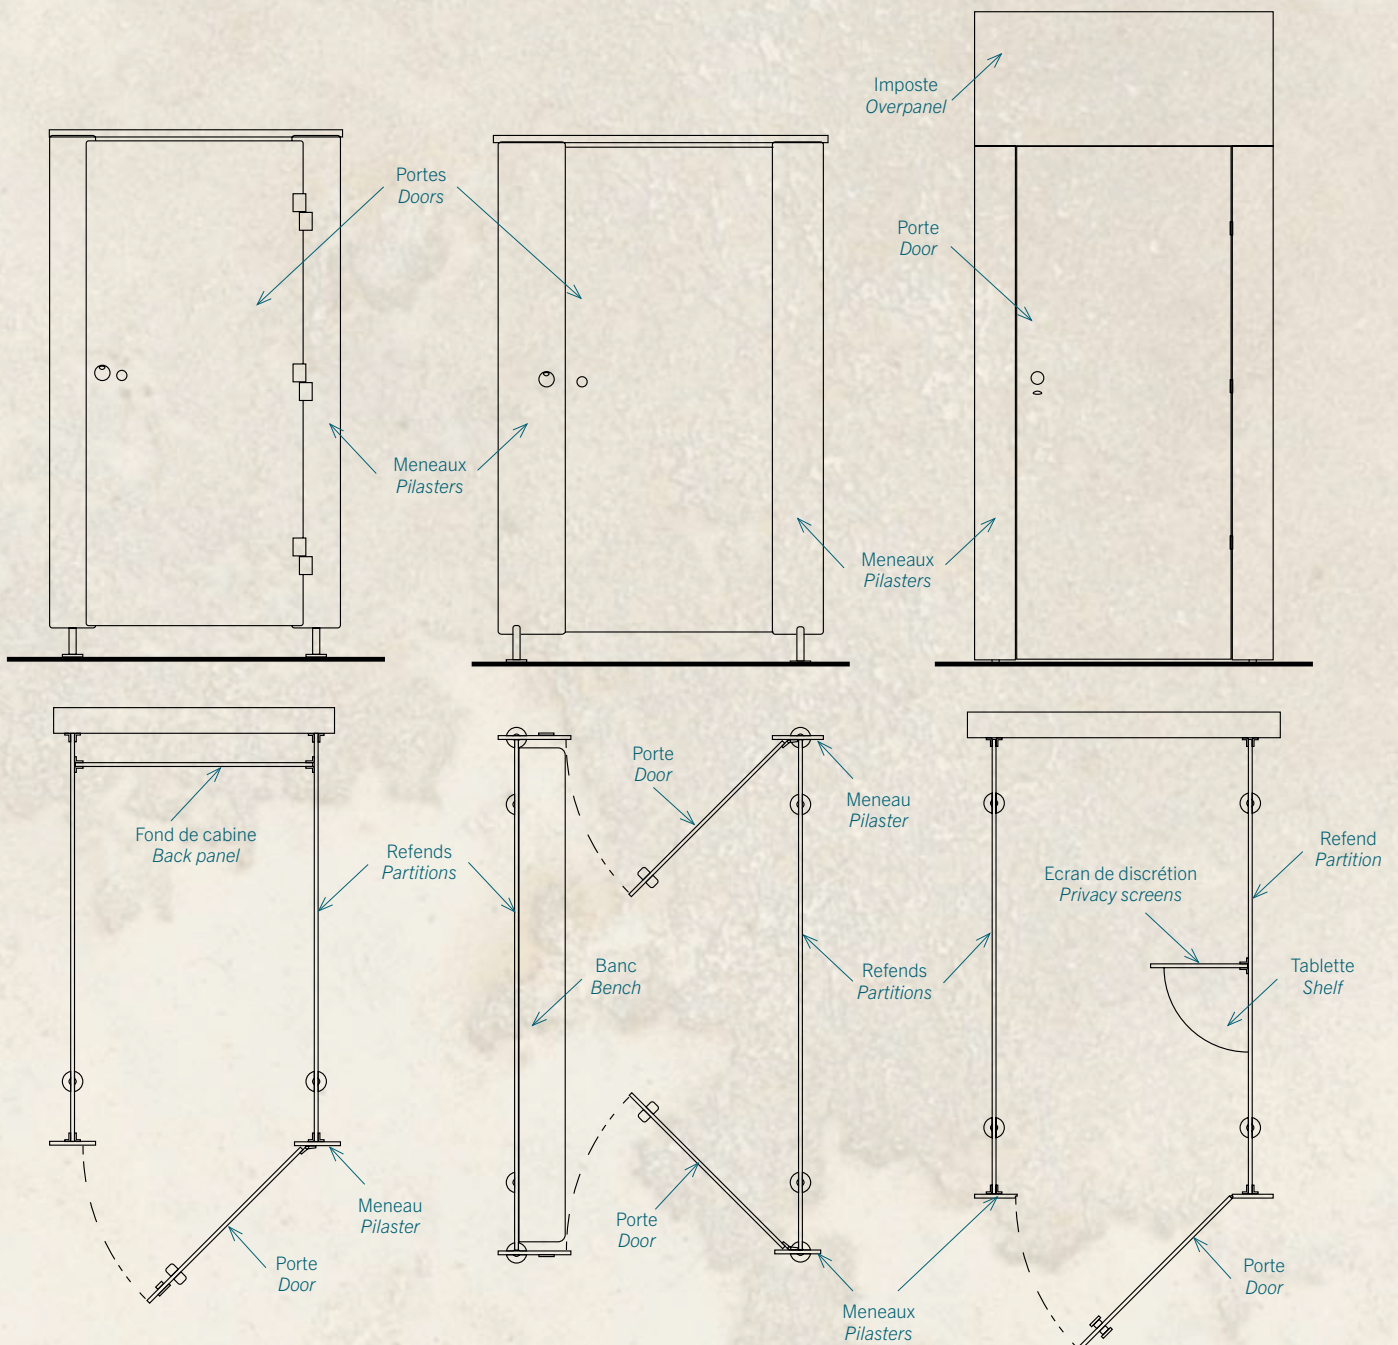 Imposte
Overpanel
Portes
Doors
Porte
Door
Meneaux
Pilasters
Meneaux
Pilasters
Porte
Door
Meneau
Pilaster
Fond de cabine
Back panel
Refends
Partitions
Refend
Partition
Ecran de discrétion
Privacy screens
Banc
Bench
Refends
Partitions
Tablette
Shelf
Meneau
Pilaster
Porte
Door
Porte
Door
Porte
Door
Meneaux
Pilasters